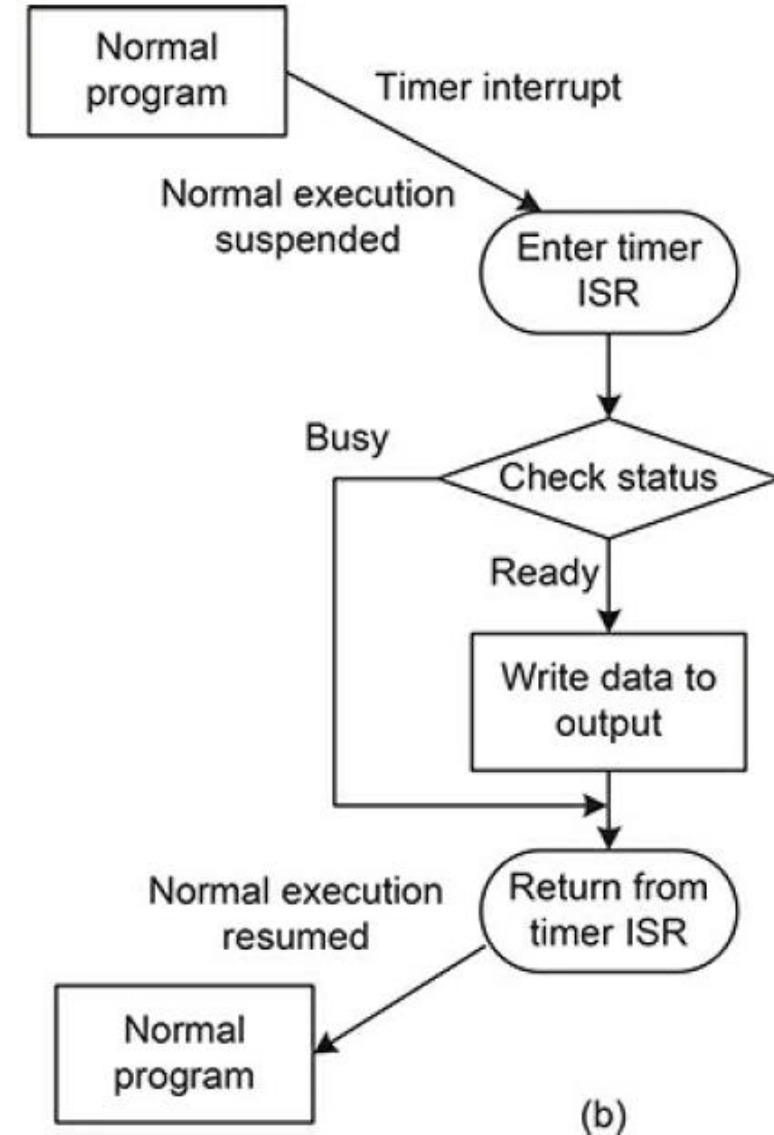 Normal
program
Timer interrupt
Normal execution
suspended
Enter timer
ISR
Busy
Check status
Ready
Write data to
output
Normal execution
resumed
Return from
timer ISR
Normal
program
(b)